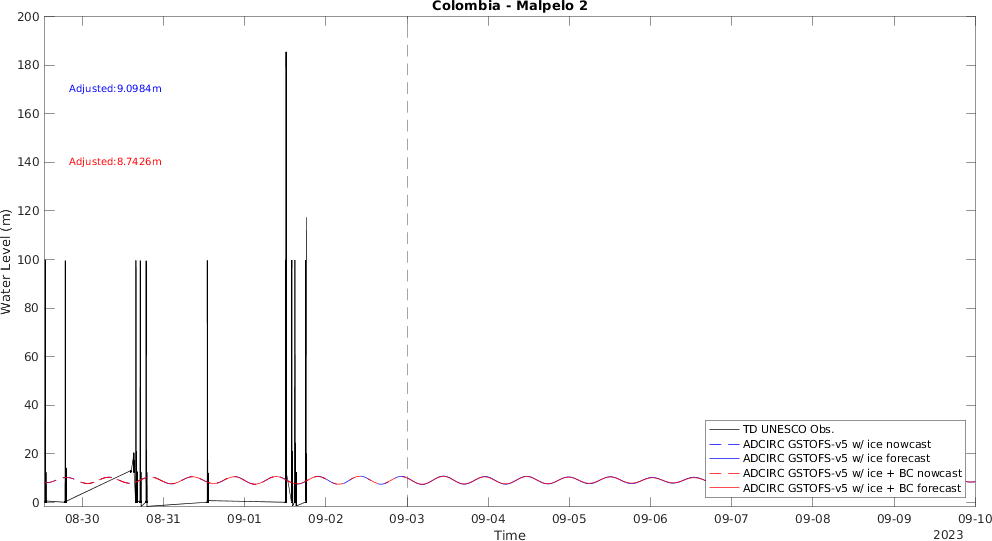 Colombia - Malpelo 2
200
180
160
140
120
100
80
60
40
20
0
Water Level (m)
Adjusted:9.0984m
Adjusted:8.7426m
TD UNESCO Obs.
ADCIRC GSTOFS-v5 w/ ice nowcast
ADCIRC GSTOFS-v5 w/ ice forecast
ADCIRC GSTOFS-v5 w/ ice + BC nowcast
ADCIRC GSTOFS-v5 w/ ice + BC forecast
08-30 08-31 09-01 09-02 09-03 09-04 09-05 09-06 09-07 09-08 09-09 09-10
Time
2023